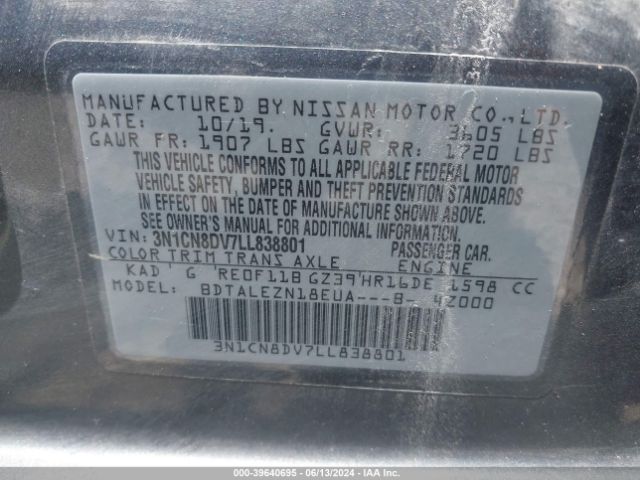 MANUFACTURED BY NISSAN MOTOR CO., LTD.
DATE: 10/19. GVWR: 3605 LBS
GAWR FR: 1907 LBS GAWR RR: 1720 LBS
THIS VEHICLE CONFORMS TO ALL APPLICABLE FEDERAL MOTOR
VEHICLE SAFETY, BUMPER AND THEFT PREVENTION STANDARDS
IN EFFECT ON THE DATE OF MANUFACTURE SHOWN ABOVE.
SEE OWNER'S MANUAL FOR ADDITIONAL INFORMATION.
VIN: 3N1CN8DV7LL838801 PASSENGER CAR.
COLOR TRIM TRANS AXLE ENGINE
KAD ' G ' RE0F11B GZ39'HR16DE 1598 CC
MODEL: BDTALEZN18EUA---B- 4Z000
3N1CN8DV7LL838801
000-39640695 - 06/13/2024 - IAAI.COM